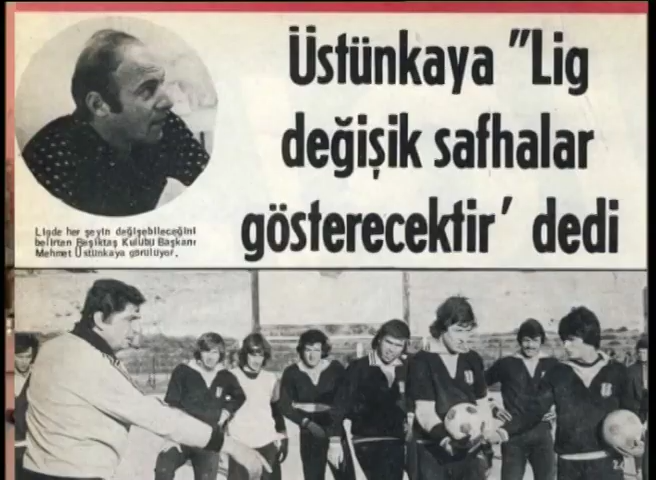 Üstünkaya "Lig
değişik safhalar
gösterecektir' dedi
Ligde her şeyin değişebileceğini
belirten Beşiktaş Kulübü Başkanı
Mehmet Üstünkaya görülüyor.